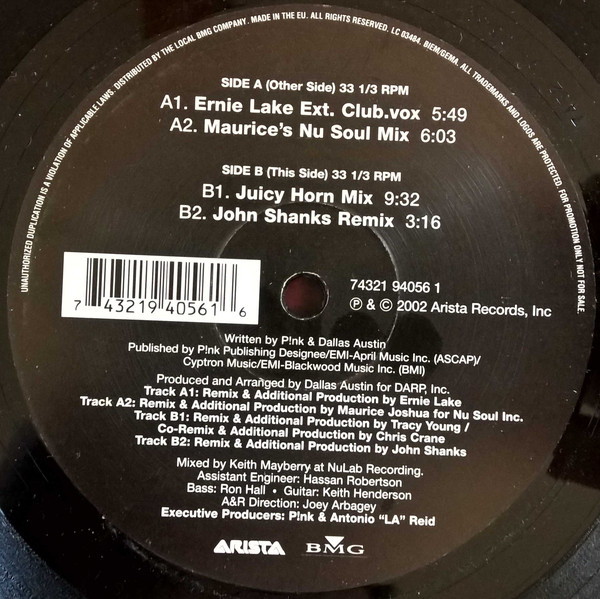 UNAUTHORIZED DUPLICATION IS A VIOLATION OF APPLICABLE LAWS. DISTRIBUTED BY THE LOCAL BMG COMPANY. MADE IN THE EU. ALL RIGHTS RESERVED. LC 03484. BIEM/GEMA. ALL TRADEMARKS AND LOGOS ARE PROTECTED. FOR PROMOTION ONLY NOT FOR SALE.
SIDE A (Other Side) 33 1/3 RPM
A1. Ernie Lake Ext. Club.vox 5:49
A2. Maurice's Nu Soul Mix 6:03
SIDE B (This Side) 33 1/3 RPM
B1. Juicy Horn Mix 9:32
B2. John Shanks Remix 3:16
7 43219 40561 6
74321 94056 1
℗ & © 2002 Arista Records, Inc
Written by P!nk & Dallas Austin
Published by P!nk Publishing Designee/EMI-April Music Inc. (ASCAP)/
Cyptron Music/EMI-Blackwood Music Inc. (BMI)
Produced and Arranged by Dallas Austin for DARP, Inc.
Track A1: Remix & Additional Production by Ernie Lake
Track A2: Remix & Additional Production by Maurice Joshua for Nu Soul Inc.
Track B1: Remix & Additional Production by Tracy Young /
Co-Remix & Additional Production by Chris Crane
Track B2: Remix & Additional Production by John Shanks
Mixed by Keith Mayberry at NuLab Recording.
Assistant Engineer: Hassan Robertson
Bass: Ron Hall • Guitar: Keith Henderson
A&R Direction: Joey Arbagey
Executive Producers: P!nk & Antonio "LA" Reid
ARISTA BMG